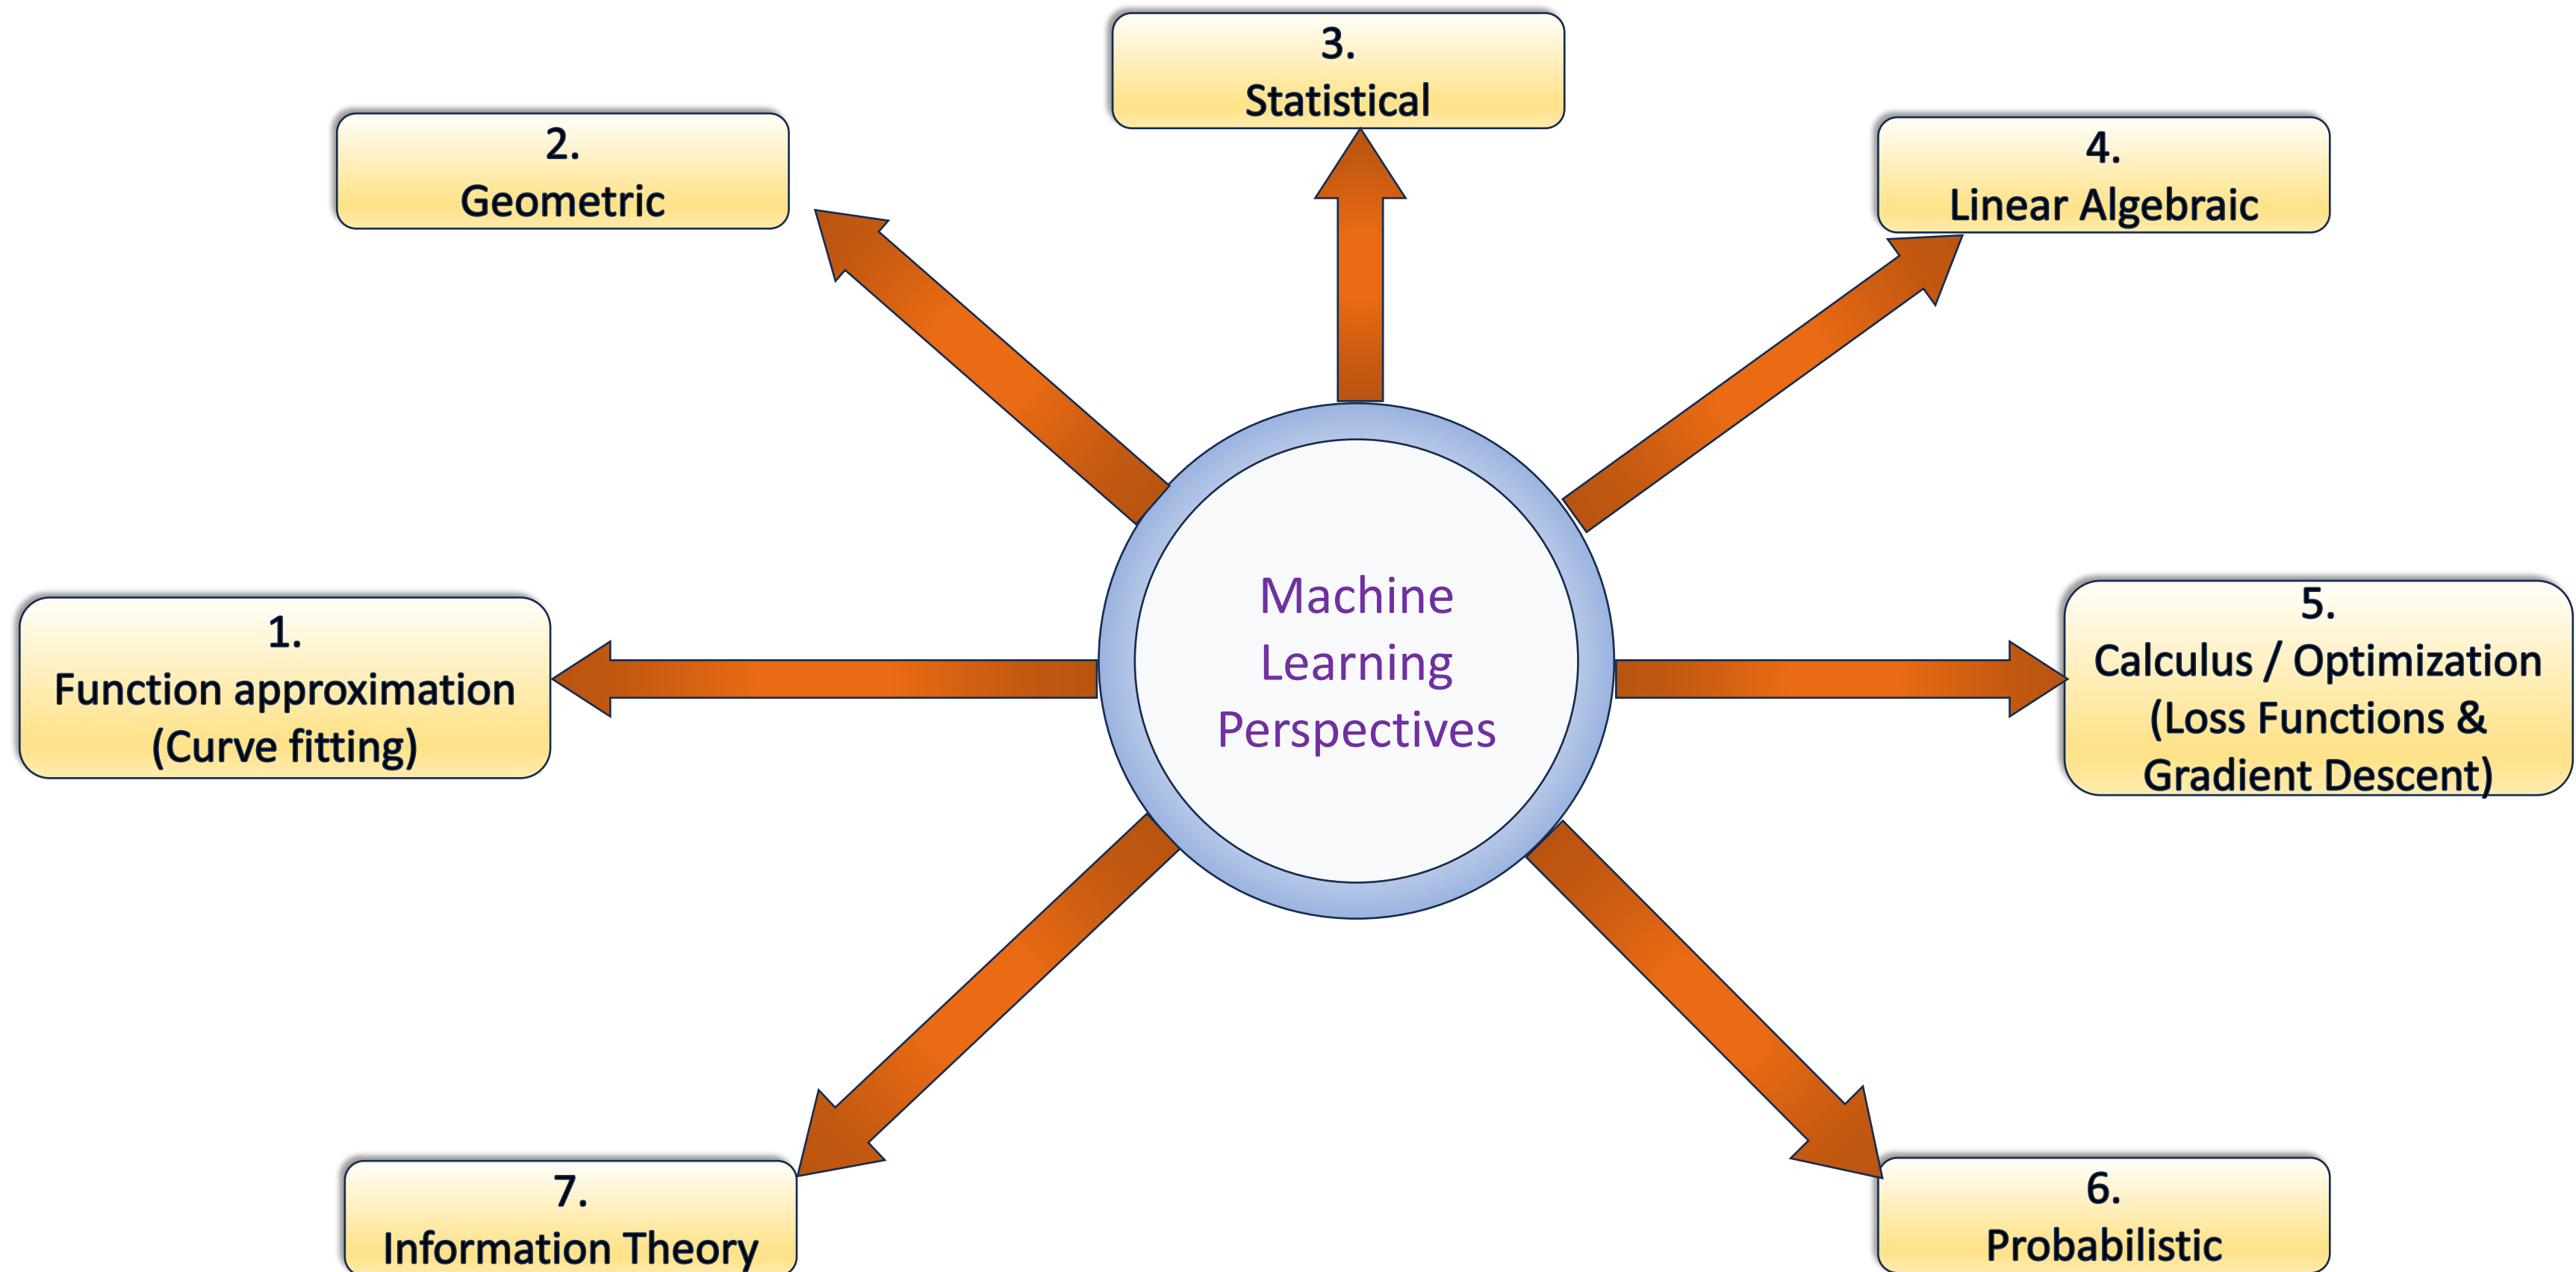 3.
Statistical
2.
Geometric
4.
Linear Algebraic
1.
Function approximation
(Curve fitting)
Machine
Learning
Perspectives
5.
Calculus / Optimization
(Loss Functions &
Gradient Descent)
7.
Information Theory
6.
Probabilistic